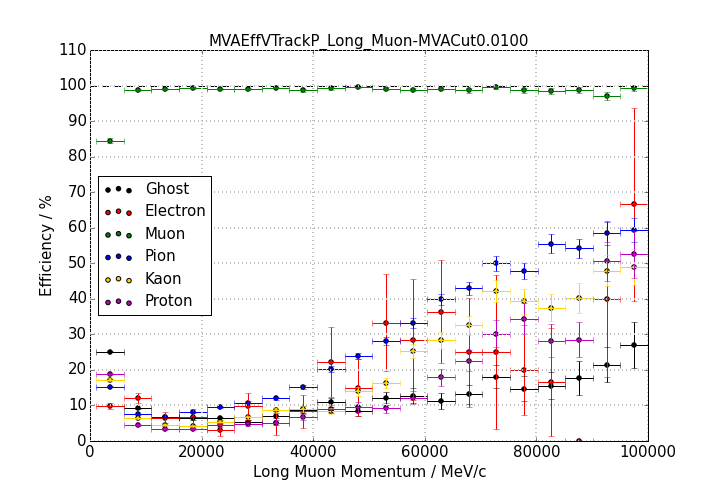 MVAEffVTrackP_Long_Muon-MVACut0.0100
110
100
90
80
70
60
50
40
30
20
10
0
Efficiency / %
Ghost
Electron
Muon
Pion
Kaon
Proton
0 20000 40000 60000 80000 100000
Long Muon Momentum / MeV/c